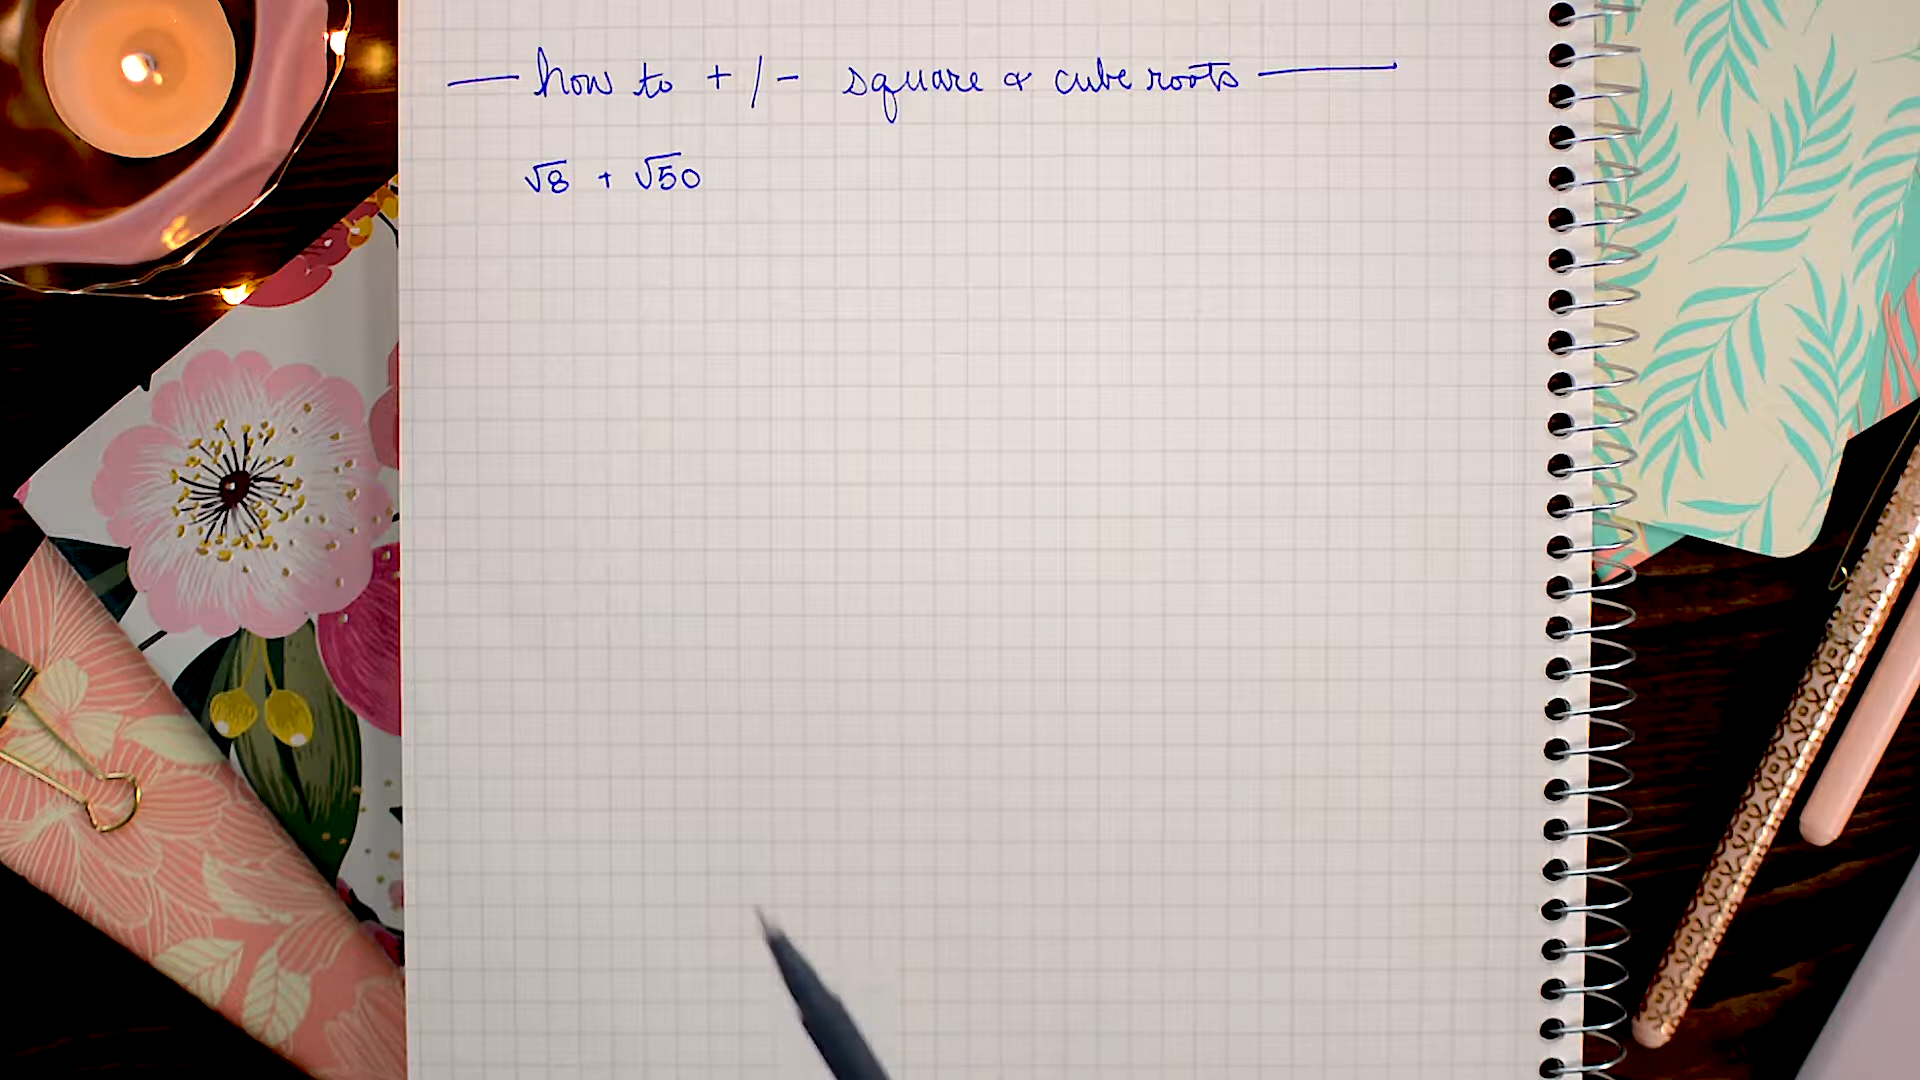 — how to + / - square & cube roots —
√8 + √50